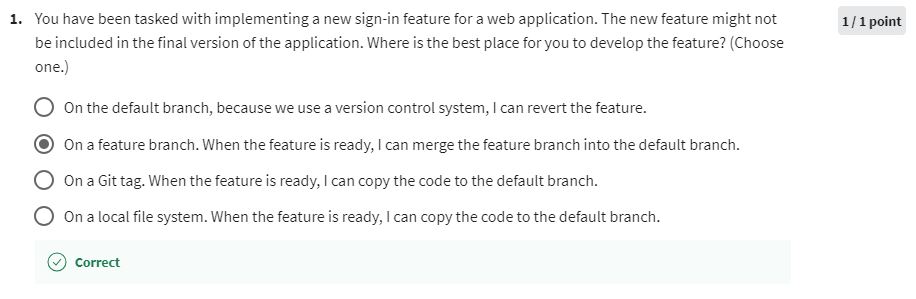 1. You have been tasked with implementing a new sign-in feature for a web application. The new feature might not
1 / 1 point
be included in the final version of the application. Where is the best place for you to develop the feature? (Choose
one.)
On the default branch, because we use a version control system, I can revert the feature.
On a feature branch. When the feature is ready, I can merge the feature branch into the default branch.
On a Git tag. When the feature is ready, I can copy the code to the default branch.
On a local file system. When the feature is ready, I can copy the code to the default branch.
Correct